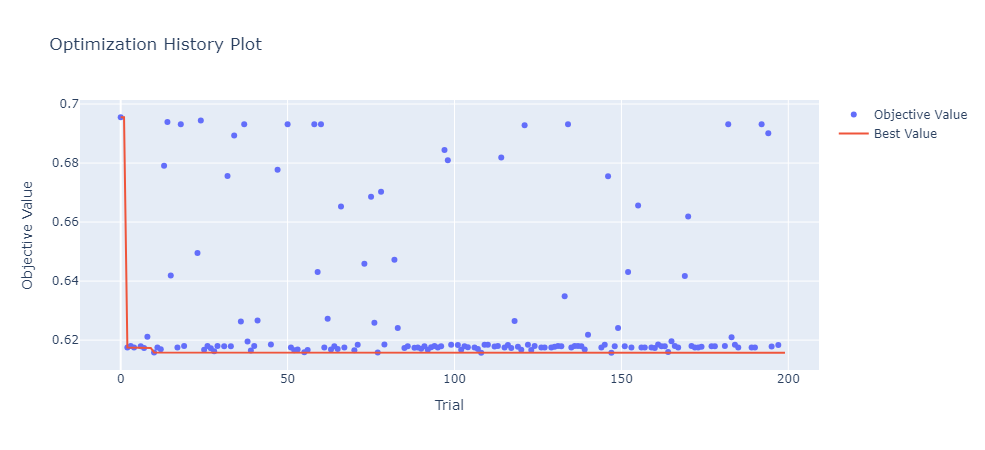 Optimization History Plot
0.7
0.68
0.66
0.64
0.62
Objective Value
0
50
100
150
200
Trial
Objective Value
Best Value